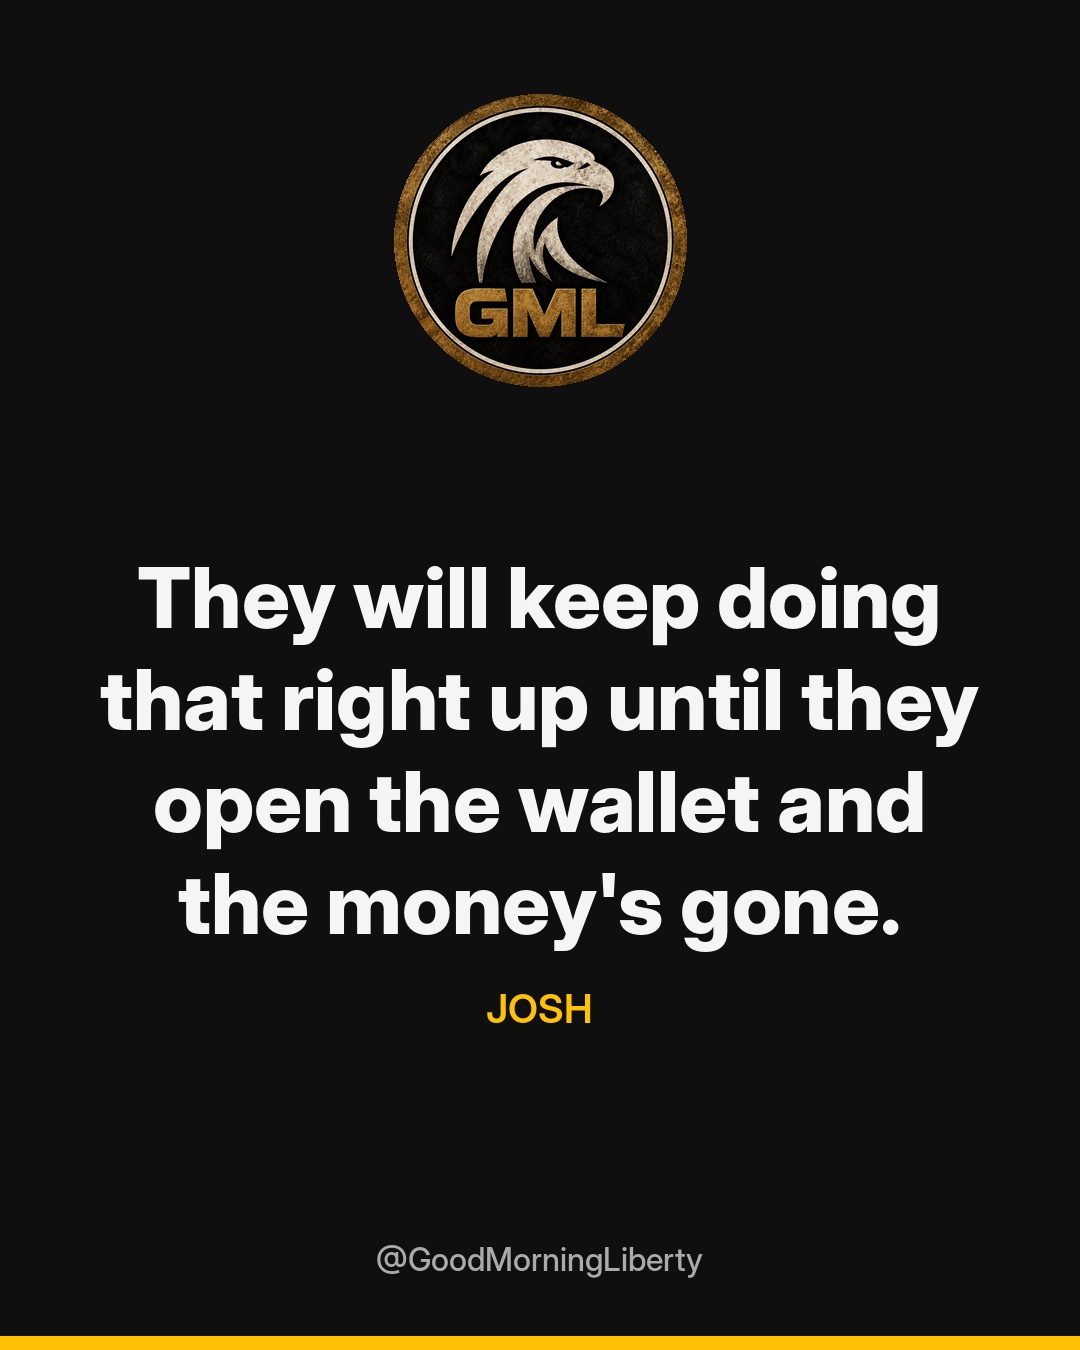 GML
They will keep doing
that right up until they
open the wallet and
the money's gone.
JOSH
@GoodMorningLiberty